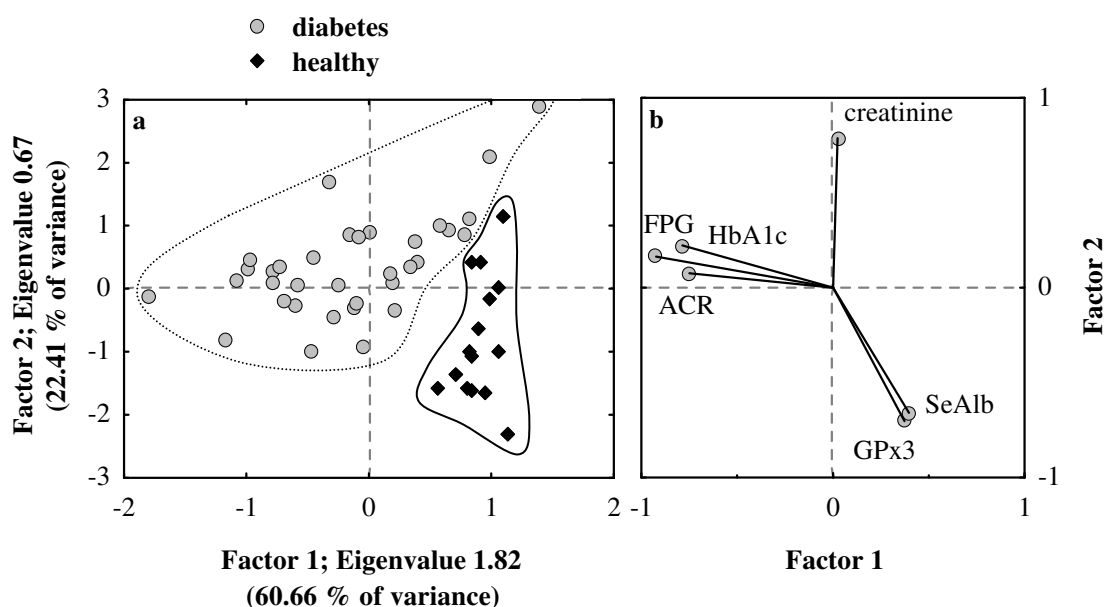 diabetes
healthy
a
3
2
1
0
-1
-2
-3
-2
-1
0
1
2
Factor 2; Eigenvalue 0.67
(22.41 % of variance)
Factor 1; Eigenvalue 1.82
(60.66 % of variance)
b
creatinine
FPG
HbA1c
ACR
SeAlb
GPx3
1
0
-1
-1
0
1
Factor 2
Factor 1